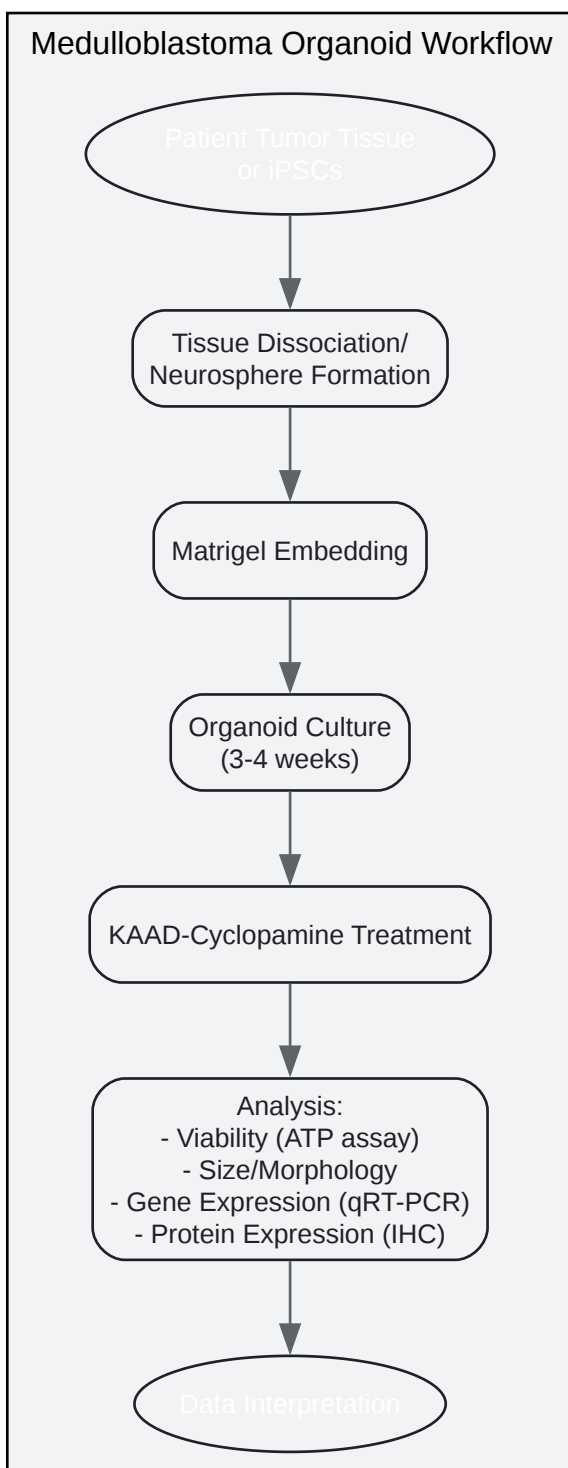 Medulloblastoma Organoid Workflow
Patient Tumor Tissue
or iPSCs
Tissue Dissociation/
Neurosphere Formation
Matrigel Embedding
Organoid Culture
(3-4 weeks)
KAAD-Cyclopamine Treatment
Analysis:
- Viability (ATP assay)
- Size/Morphology
- Gene Expression (qRT-PCR)
- Protein Expression (IHC)
Data Interpretation